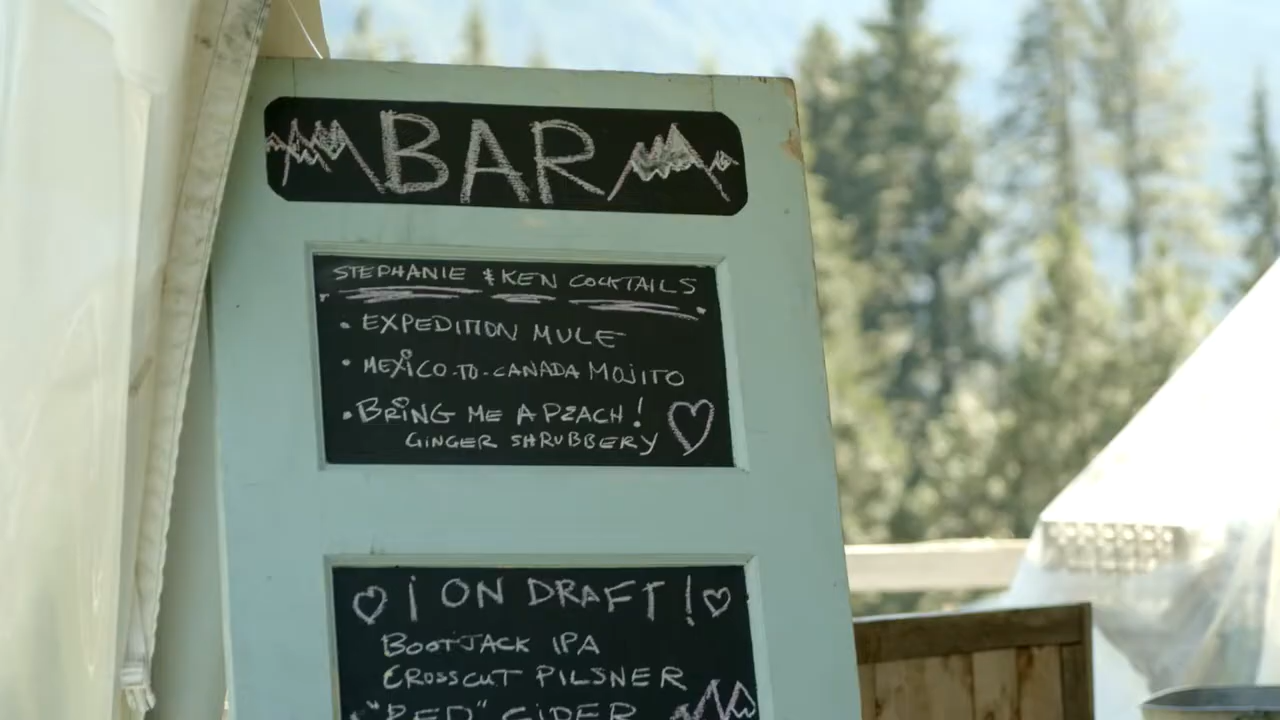 BAR
STEPHANIE & KEN COCKTAILS
• EXPEDITION MULE
• MEXICO-TO-CANADA MOJITO
• BRING ME A PEACH!
GINGER SHRUBBERY
¡ ON DRAFT!
BOOTJACK IPA
CROSSCUT PILSNER
"RED" CIDER